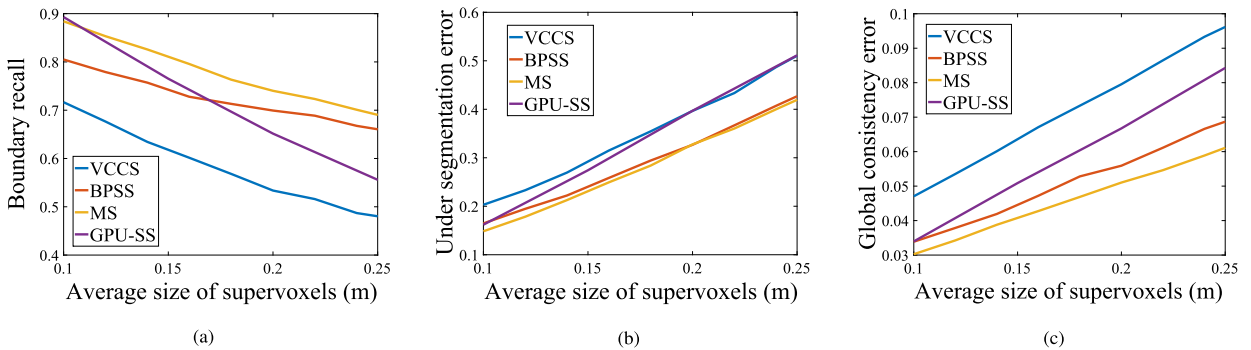 Boundary recall
0.9
0.8
0.7
0.6
0.5
0.4
VCCS
BPSS
MS
GPU-SS
0.1 0.15 0.2 0.25
Average size of supervoxels (m)
(a)
Under segmentation error
0.6
0.5
0.4
0.3
0.2
0.1
VCCS
BPSS
MS
GPU-SS
0.1 0.15 0.2 0.25
Average size of supervoxels (m)
(b)
Global consistency error
0.1
0.09
0.08
0.07
0.06
0.05
0.04
0.03
VCCS
BPSS
MS
GPU-SS
0.1 0.15 0.2 0.25
Average size of supervoxels (m)
(c)